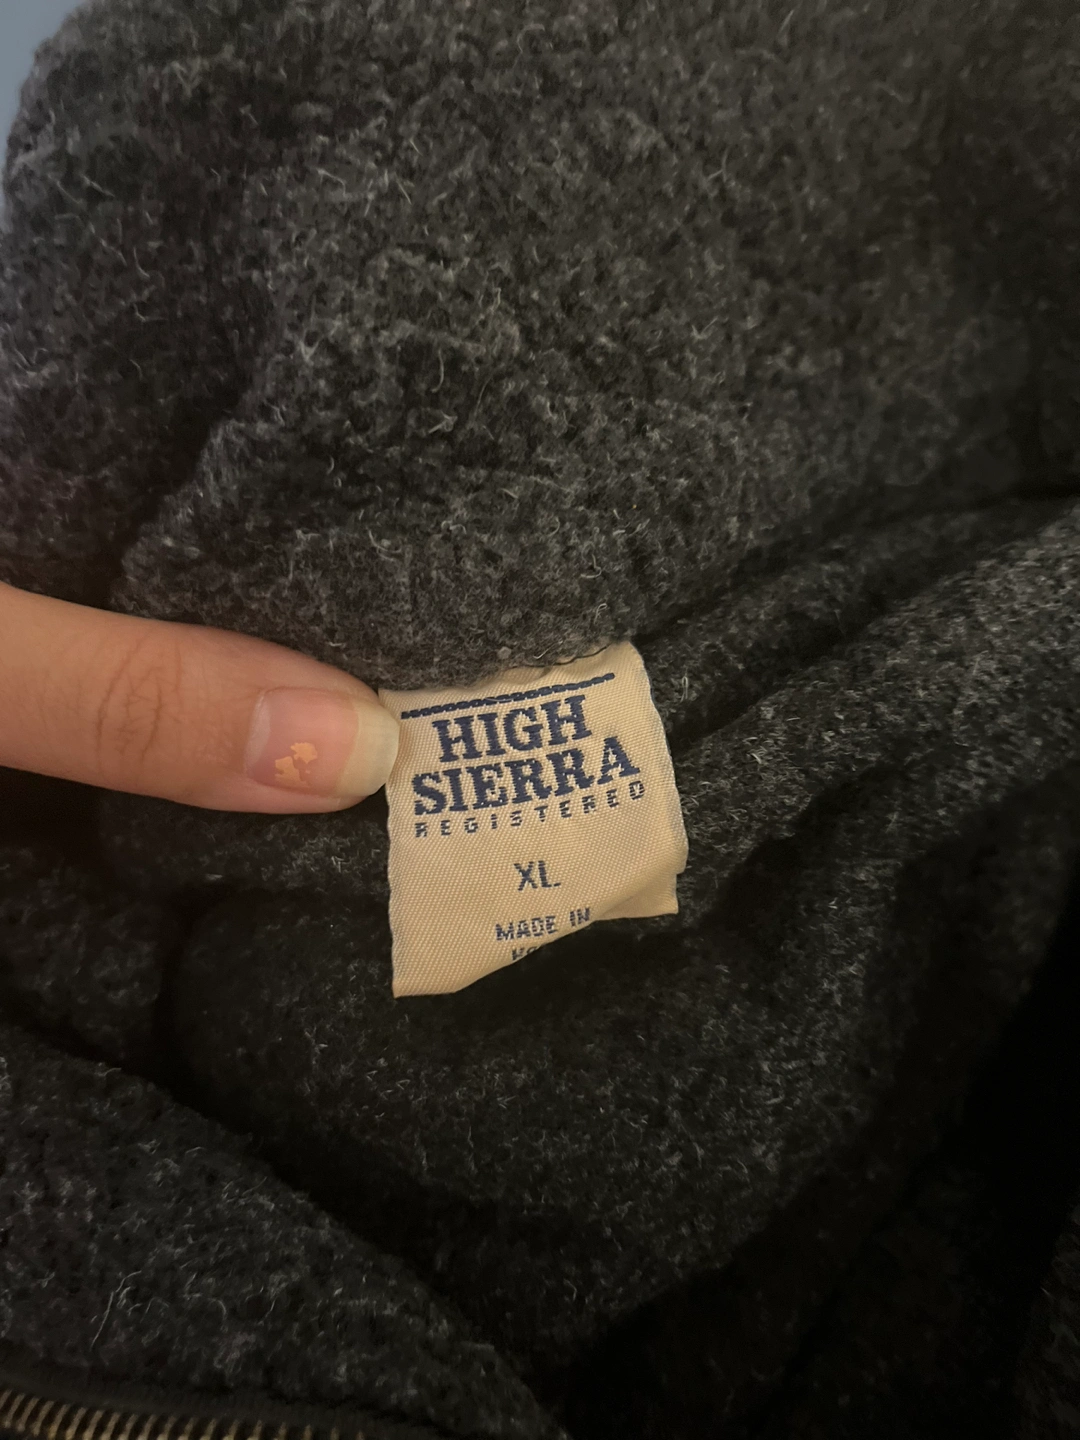 HIGH
SIERRA
REGISTERED
XL
MADE IN